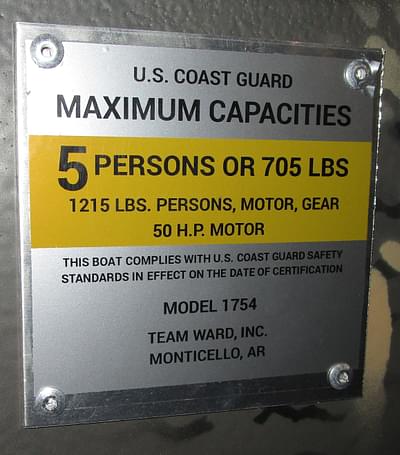 U.S. COAST GUARD
MAXIMUM CAPACITIES
5 PERSONS OR 705 LBS
1215 LBS. PERSONS, MOTOR, GEAR
50 H.P. MOTOR
THIS BOAT COMPLIES WITH U.S. COAST GUARD SAFETY
STANDARDS IN EFFECT ON THE DATE OF CERTIFICATION
MODEL 1754
TEAM WARD, INC.
MONTICELLO, AR